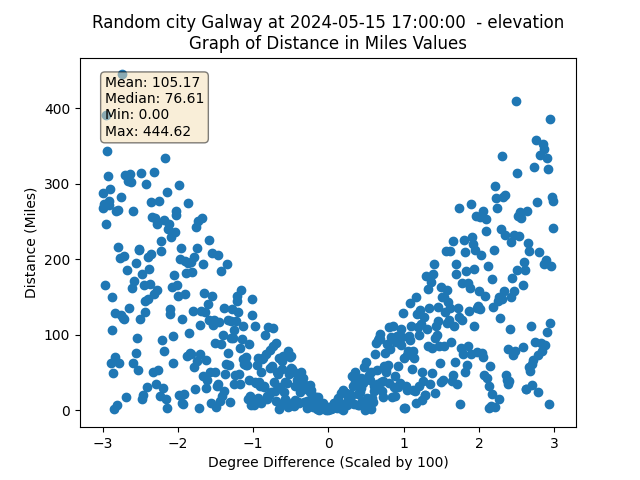 Random city Galway at 2024-05-15 17:00:00  - elevation
Graph of Distance in Miles Values
Mean: 105.17
Median: 76.61
Min: 0.00
Max: 444.62
Distance (Miles)
400
300
200
100
0
−3 −2 −1 0 1 2 3
Degree Difference (Scaled by 100)